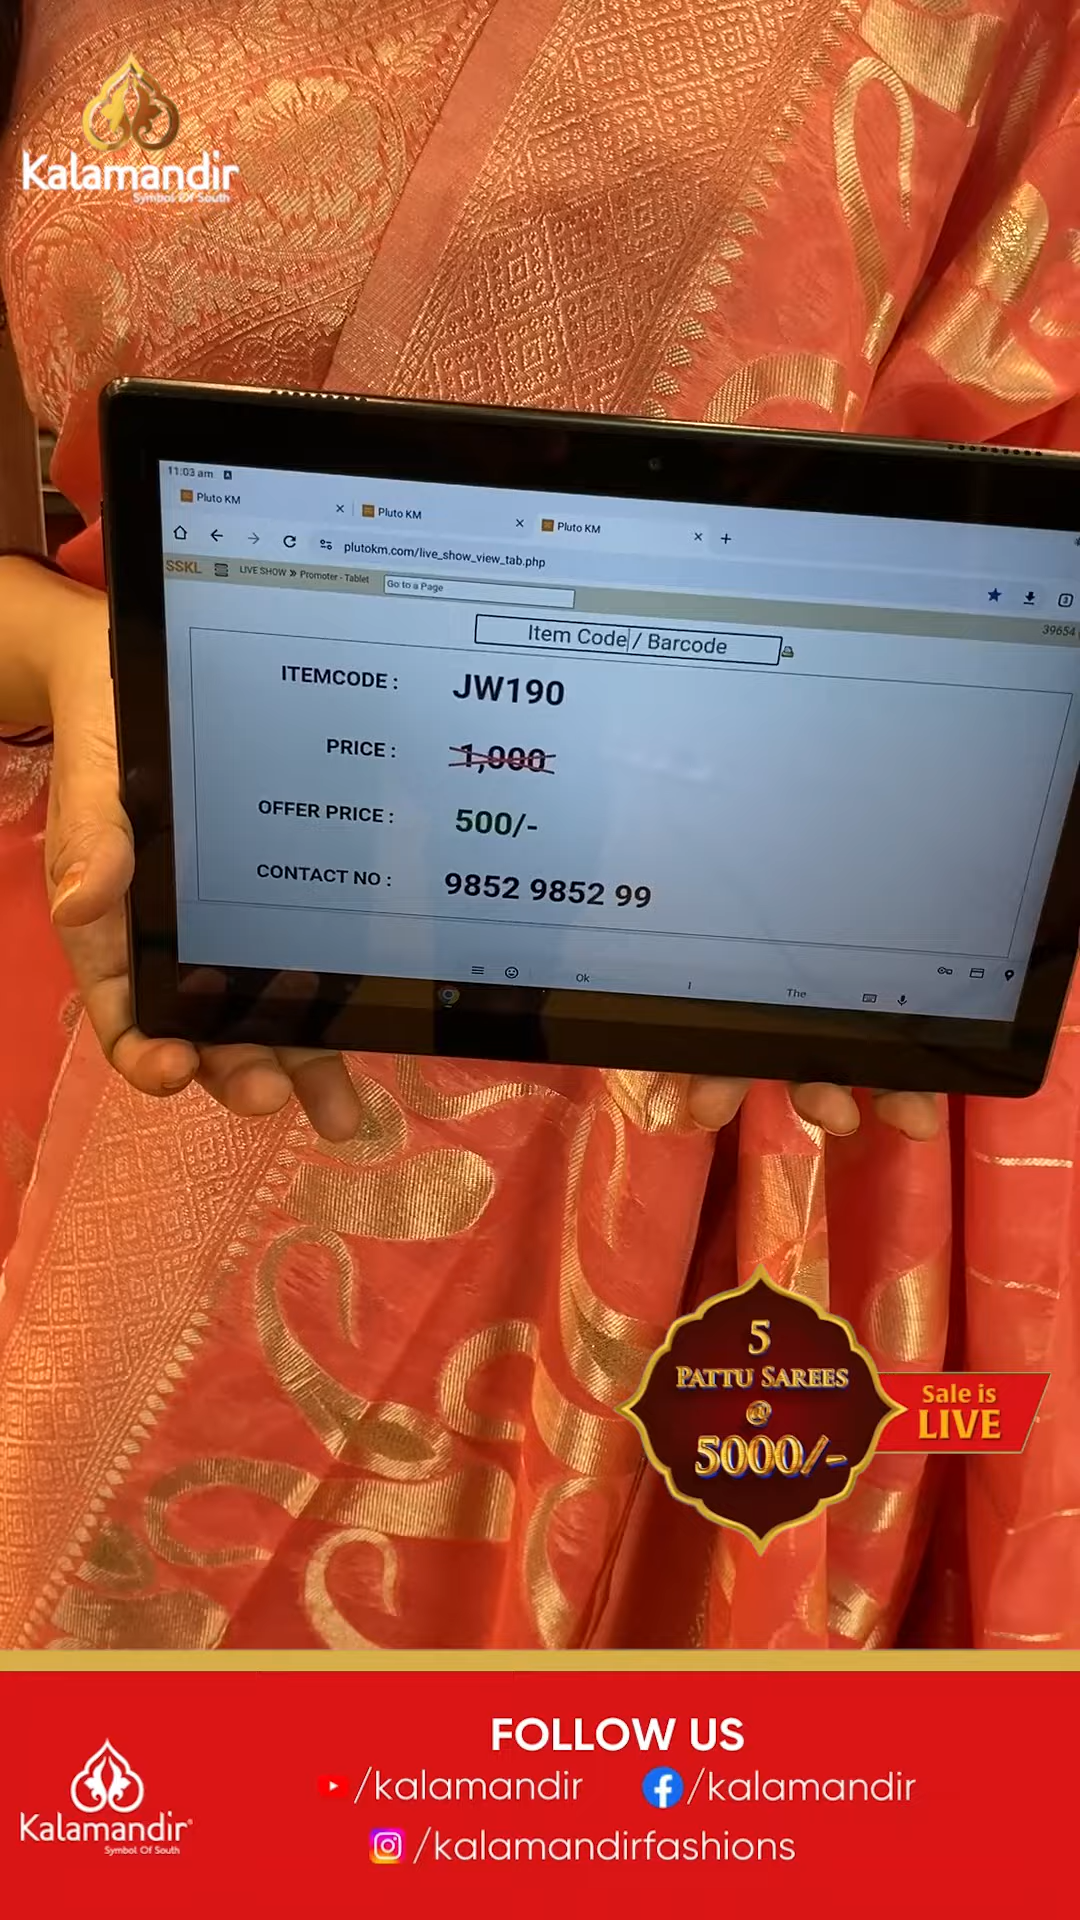 Kalamandir
Symbol Of South
11:03 am
Pluto KM
Pluto KM
Pluto KM
plutokm.com/live_show_view_tab.php
SSKL
LIVE SHOW » Promoter - Tablet
Go to a Page
39654
Item Code / Barcode
ITEMCODE : JW190
PRICE : 1,000
OFFER PRICE : 500/-
CONTACT NO : 9852 9852 99
Ok
I
The
5
PATTU SAREES
@
5000/-
Sale is
LIVE
FOLLOW US
/kalamandir /kalamandir
/kalamandirfashions
Kalamandir
Symbol Of South